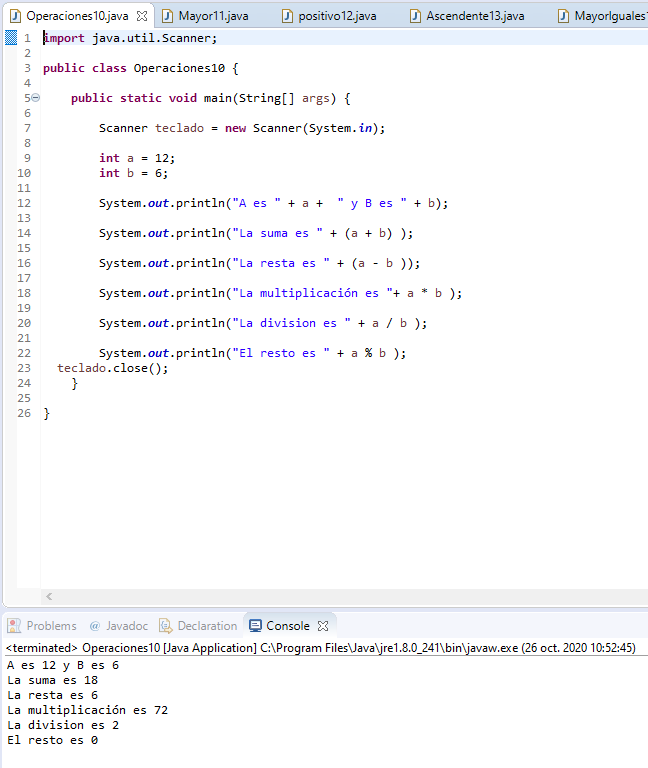 Operaciones10.java Mayor11.java positivo12.java Ascendente13.java MayorIguales
1 import java.util.Scanner;
2
3 public class Operaciones10 {
4
5 public static void main(String[] args) {
6
7 Scanner teclado = new Scanner(System.in);
8
9 int a = 12;
10 int b = 6;
11
12 System.out.println("A es " + a +  " y B es " + b);
13
14 System.out.println("La suma es " + (a + b) );
15
16 System.out.println("La resta es " + (a - b ));
17
18 System.out.println("La multiplicación es "+ a * b );
19
20 System.out.println("La division es " + a / b );
21
22 System.out.println("El resto es " + a % b );
23 teclado.close();
24 }
25
26 }
Problems @ Javadoc Declaration Console
<terminated> Operaciones10 [Java Application] C:\Program Files\Java\jre1.8.0_241\bin\javaw.exe (26 oct. 2020 10:52:45)
A es 12 y B es 6
La suma es 18
La resta es 6
La multiplicación es 72
La division es 2
El resto es 0